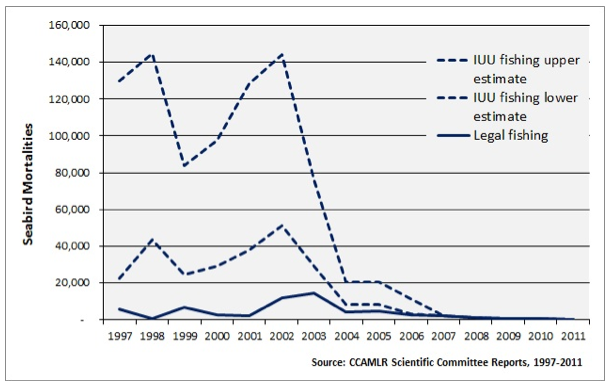 160,000
140,000
120,000
100,000
80,000
60,000
40,000
20,000
-
Seabird Mortalities
IUU fishing upper
estimate
IUU fishing lower
estimate
Legal fishing
1997 1998 1999 2000 2001 2002 2003 2004 2005 2006 2007 2008 2009 2010 2011
Source: CCAMLR Scientific Committee Reports, 1997-2011